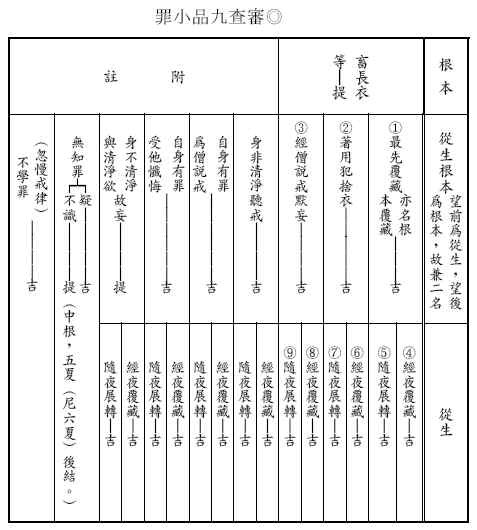 ◎審查九品小罪
根本
畜長衣
等—提
附註
從生根本
望前爲從生，望後
爲根本，故兼二名
①最先覆藏
亦名根
本覆藏——吉
②著用犯捨衣——吉
③經僧說戒默妄——吉
身非清淨聽戒——吉
自身有罪
爲僧說戒——吉
自身有罪
受他懺悔——吉
身不清淨
與清淨欲
故妄——提
無知罪
疑——吉
不識——提（中根，五夏（尼六夏）後結。）
（忽慢戒律）
不學罪——吉
從生
④經夜覆藏—吉
⑤隨夜展轉—吉
⑥經夜覆藏—吉
⑦隨夜展轉—吉
⑧經夜覆藏—吉
⑨隨夜展轉—吉
經夜覆藏—吉
隨夜展轉—吉
經夜覆藏—吉
隨夜展轉—吉
經夜覆藏—吉
隨夜展轉—吉
經夜覆藏—吉
隨夜展轉—吉